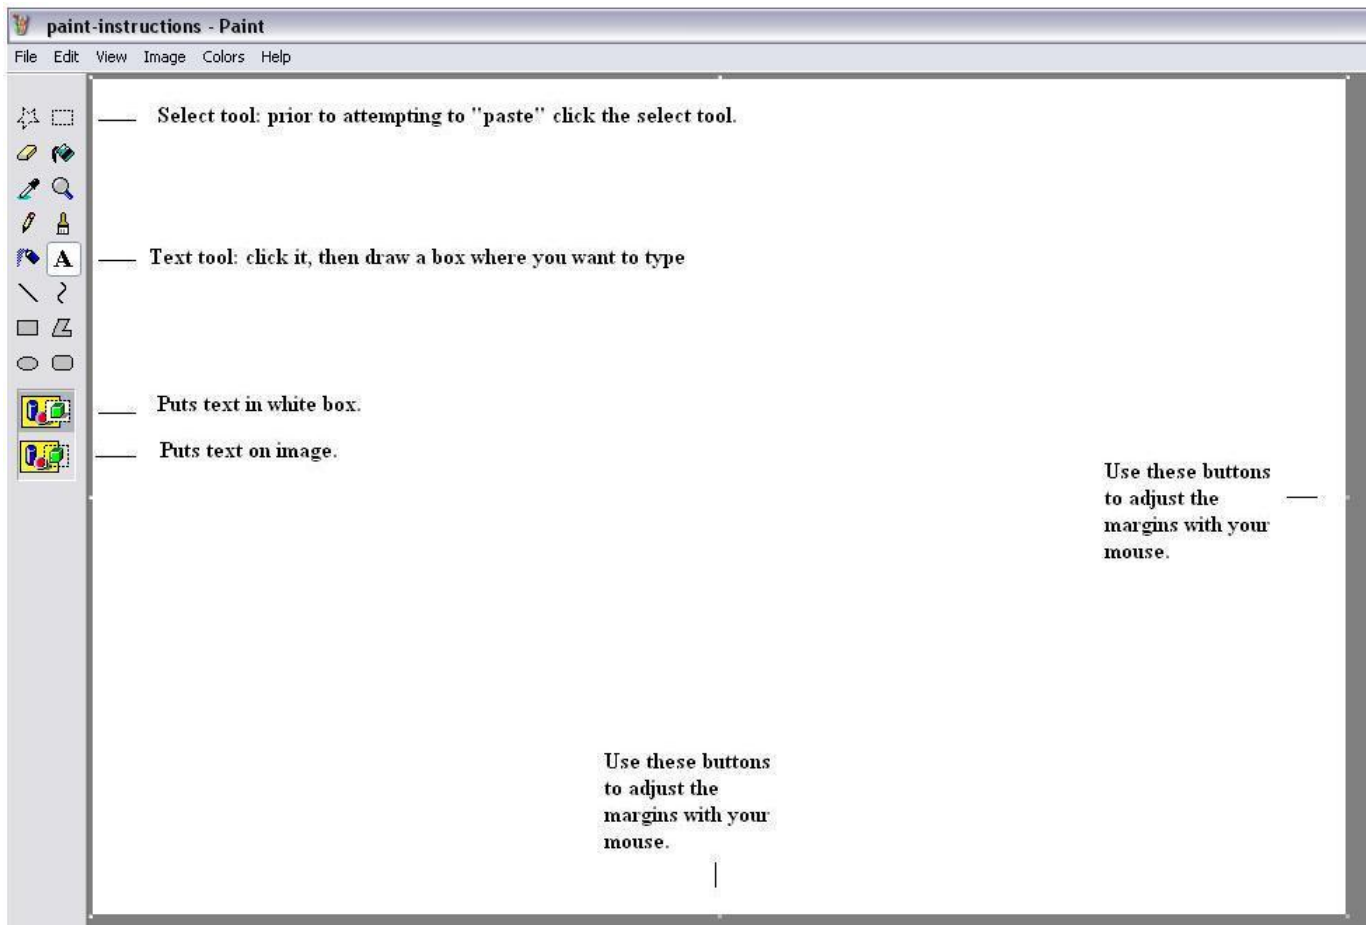 paint-instructions - Paint
File Edit View Image Colors Help
Select tool: prior to attempting to "paste" click the select tool.
A
Text tool: click it, then draw a box where you want to type
Puts text in white box.
Puts text on image.
Use these buttons
to adjust the
margins with your
mouse.
Use these buttons
to adjust the
margins with your
mouse.